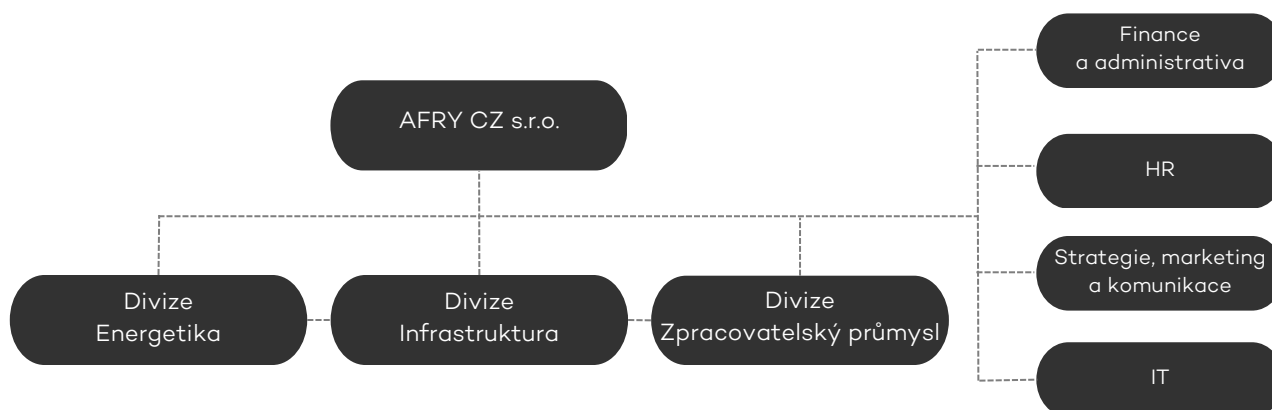 Finance
a administrativa
AFRY CZ s.r.o.
HR
Strategie, marketing
a komunikace
Divize
Energetika
Divize
Infrastruktura
Divize
Zpracovatelský průmysl
IT